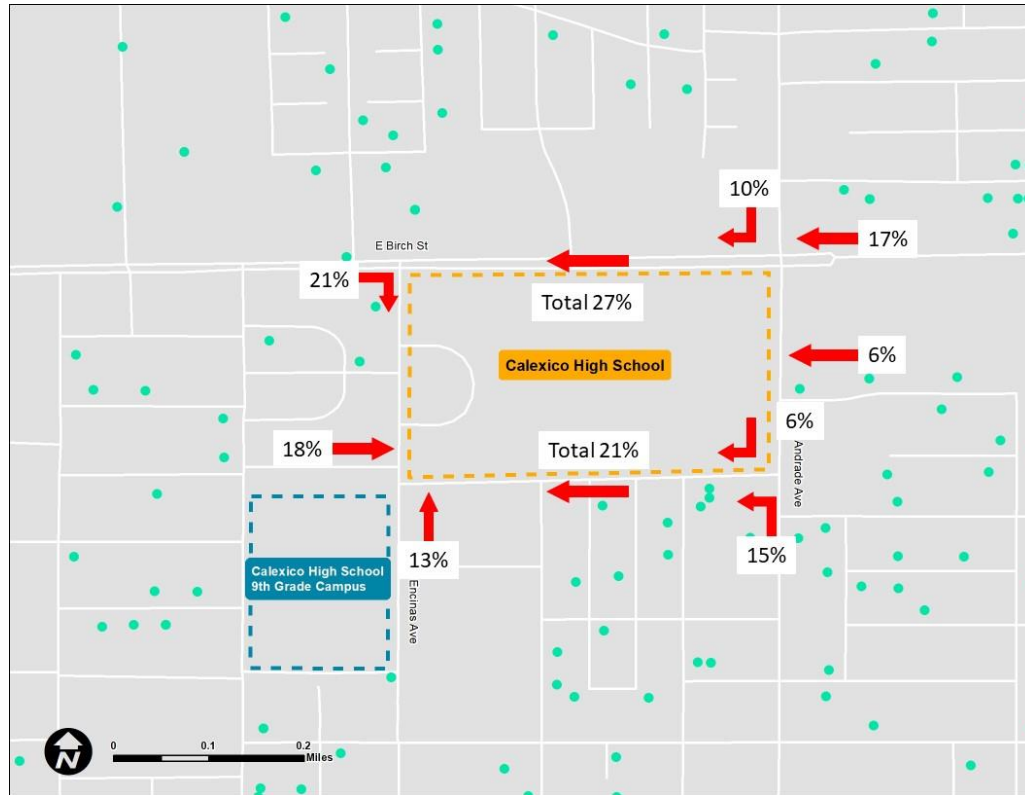 10%
E Birch St
17%
21%
Total 27%
Calexico High School
6%
6%
18%
Total 21%
Andrade Ave
15%
13%
Calexico High School
9th Grade Campus
Encinas Ave
N
0
0.1
0.2
Miles